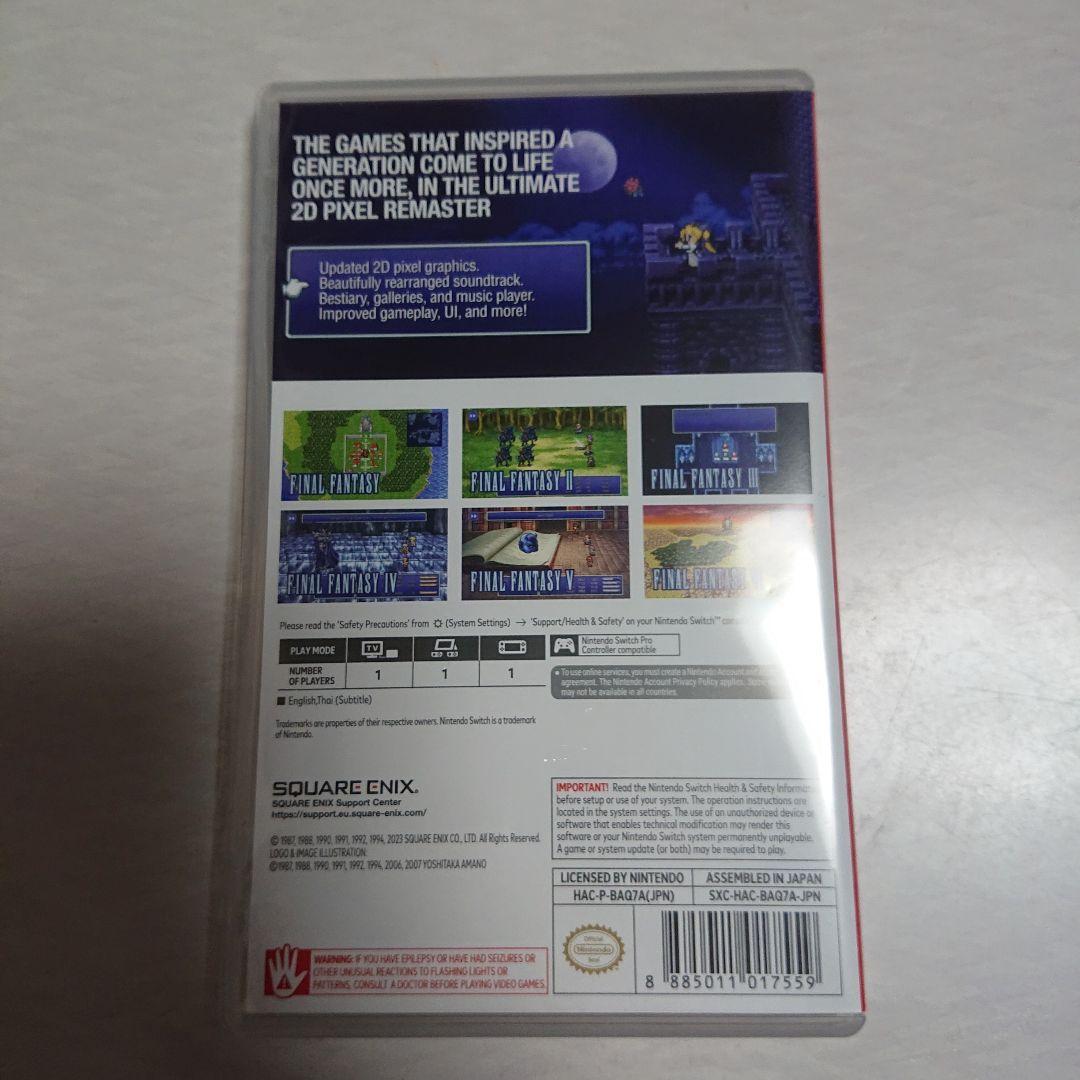 THE GAMES THAT INSPIRED A
GENERATION COME TO LIFE
ONCE MORE, IN THE ULTIMATE
2D PIXEL REMASTER
Updated 2D pixel graphics.
Beautifully rearranged soundtrack.
Bestiary, galleries, and music player.
Improved gameplay, UI, and more!
FINAL FANTASY
FINAL FANTASY II
FINAL FANTASY III
FINAL FANTASY IV
FINAL FANTASY V
FINAL FANTASY
Please read the 'Safety Precautions' from (System Settings) → 'Support/Health & Safety' on your Nintendo Switch™
PLAY MODE
TV
NUMBER
OF PLAYERS
1
1
1
Nintendo Switch Pro
Controller compatible
• To use online services, you must create a Nintendo Account and
agreement. The Nintendo Account Privacy Policy applies.
may not be available in all countries.
■ English,Thai (Subtitle)
Trademarks are properties of their respective owners. Nintendo Switch is a trademark
of Nintendo.
SQUARE ENIX.
SQUARE ENIX Support Center
https://support.eu.square-enix.com/
© 1987, 1988, 1990, 1991, 1992, 1994, 2023 SQUARE ENIX CO., LTD. All Rights Reserved.
LOGO & IMAGE ILLUSTRATION:
©1987, 1988, 1990, 1991, 1992, 1994, 2006, 2007 YOSHITAKA AMANO
IMPORTANT! Read the Nintendo Switch Health & Safety
before setup or use of your system. The operation instructions are
located in the system settings. The use of an unauthorized device or
software that enables technical modification may render this
software or your Nintendo Switch system permanently unplayable.
A game or system update (or both) may be required to play.
LICENSED BY NINTENDO
ASSEMBLED IN JAPAN
HAC-P-BAQ7A(JPN)
SXC-HAC-BAQ7A-JPN
Official
Nintendo
Seal
8 885011 017559
WARNING: IF YOU HAVE EPILEPSY OR HAVE HAD SEIZURES OR
OTHER UNUSUAL REACTIONS TO FLASHING LIGHTS OR
PATTERNS, CONSULT A DOCTOR BEFORE PLAYING VIDEO GAMES.